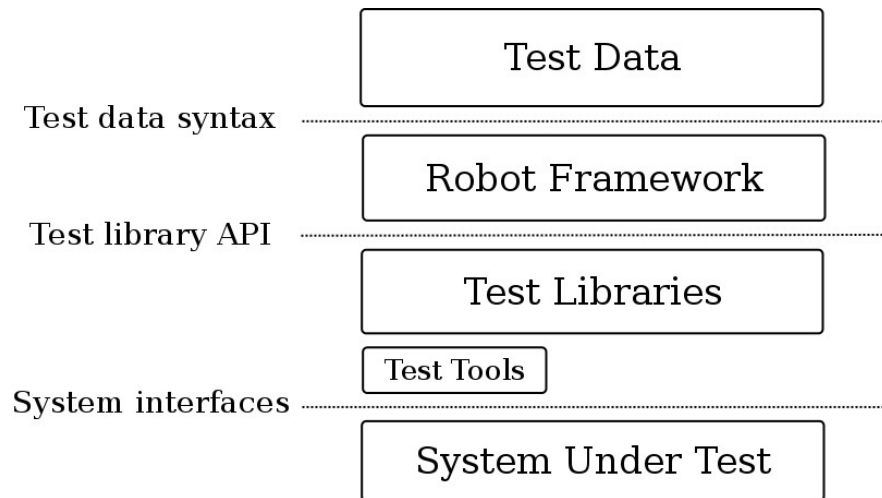 Test Data
Test data syntax
Robot Framework
Test library API
Test Libraries
Test Tools
System interfaces
System Under Test